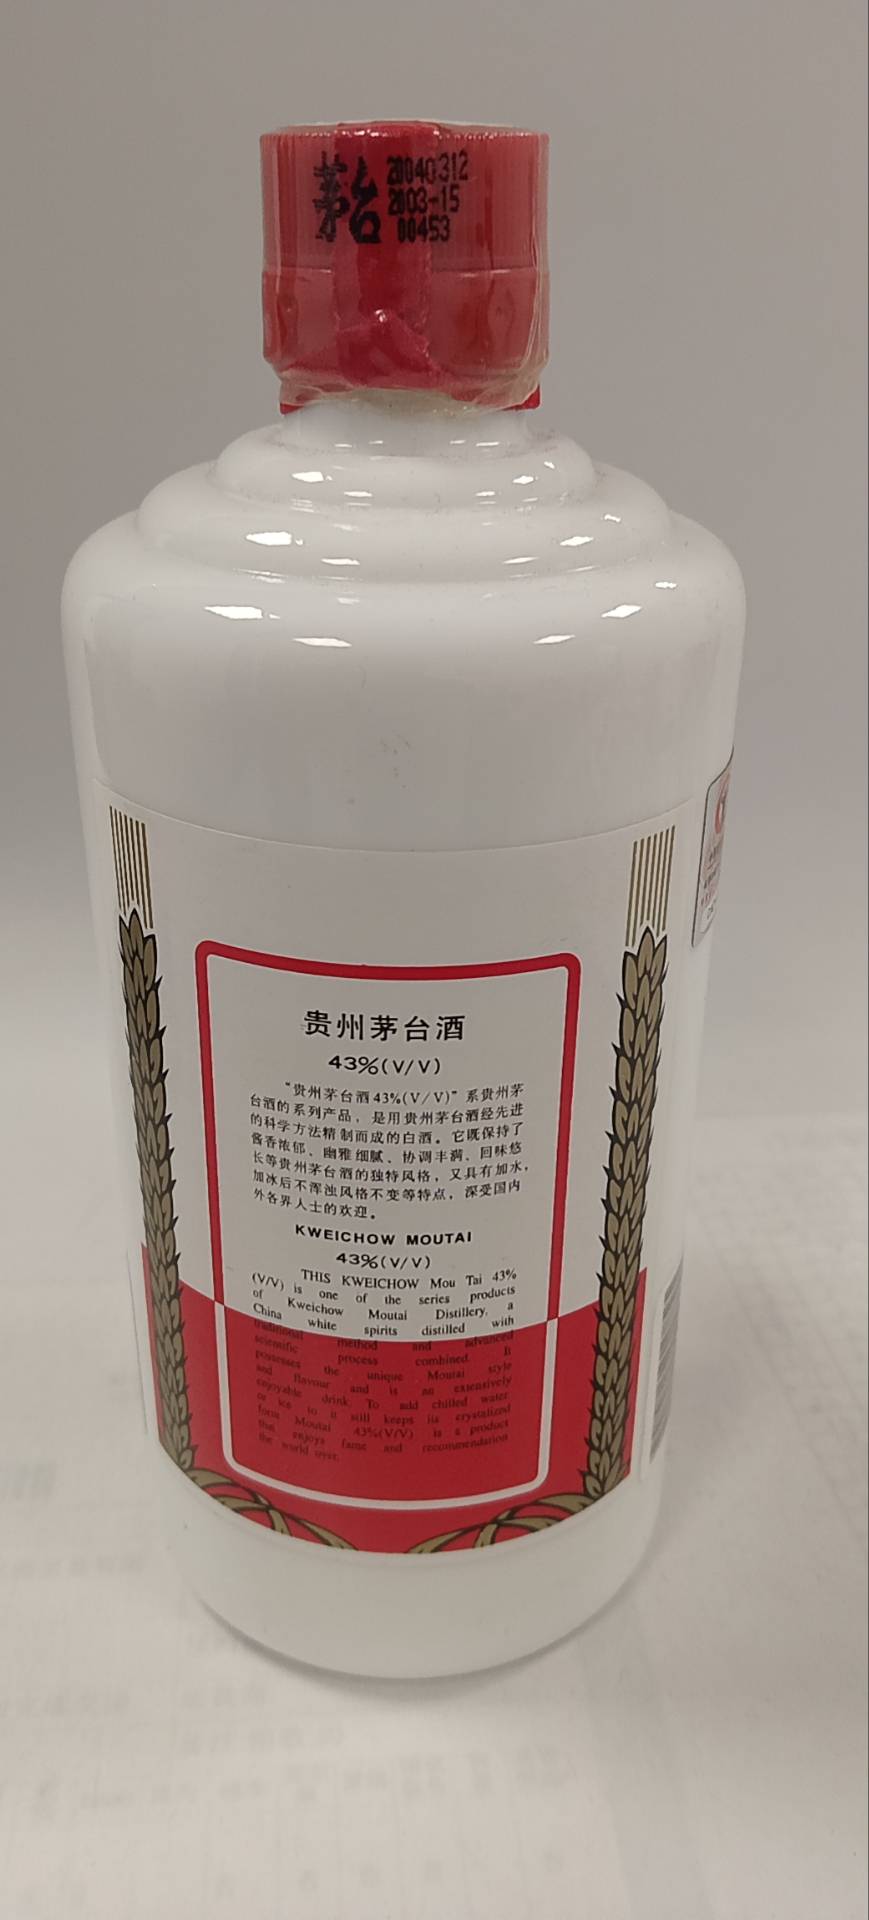 茅台
20040312
2003-15
00453
贵州茅台酒
43%(V/V)
“贵州茅台酒43%(V/V)”系贵州茅
台酒的系列产品，是用贵州茅台酒经先进
的科学方法精制而成的白酒。它既保持了
酱香浓郁、幽雅细腻、协调丰满、回味悠
长等贵州茅台酒的独特风格，又具有加水，
加冰后不浑浊风格不变等特点，深受国内
外各界人士的欢迎。
KWEICHOW MOUTAI
43%(V/V)
THIS KWEICHOW Mou Tai 43%
(V/V) is one of the series products
of Kweichow Moutai Distillery, a
China white spirits distilled with
traditional method and advanced
scientific process combined. It
possesses the unique Moutai style
and flavour and is an extensively
enjoyable drink. To add chilled water
or ice to it still keeps its crystalized
form Moutai 43%(V/V) is a product
that enjoys fame and recommendation
the world over.